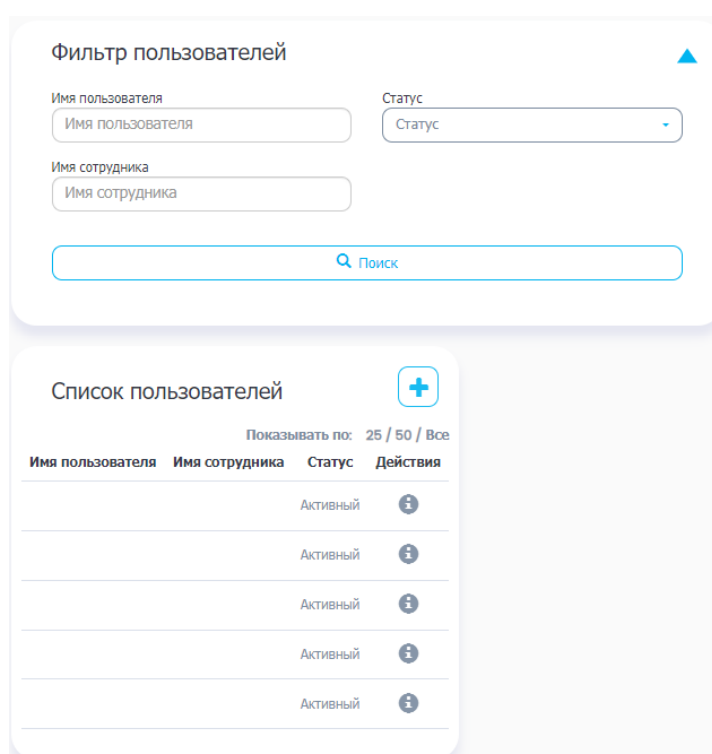 Фильтр пользователей
Имя пользователя Статус
Имя пользователя Статус
Имя сотрудника
Имя сотрудника
Поиск
Список пользователей
Показывать по: 25 / 50 / Все
Имя пользователя Имя сотрудника Статус Действия
Активный
Активный
Активный
Активный
Активный